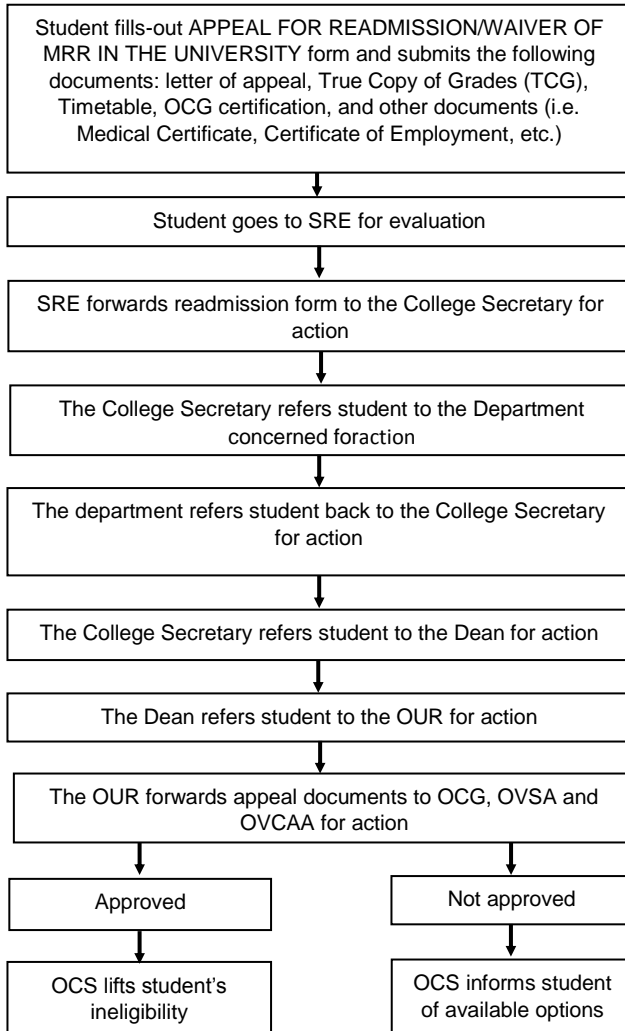 Student fills-out APPEAL FOR READMISSION/WAIVER OF
MRR IN THE UNIVERSITY form and submits the following
documents: letter of appeal, True Copy of Grades (TCG),
Timetable, OCG certification, and other documents (i.e.
Medical Certificate, Certificate of Employment, etc.)
Student goes to SRE for evaluation
SRE forwards readmission form to the College Secretary for
action
The College Secretary refers student to the Department
concerned foraction
The department refers student back to the College Secretary
for action
The College Secretary refers student to the Dean for action
The Dean refers student to the OUR for action
The OUR forwards appeal documents to OCG, OVSA and
OVCAA for action
Approved
Not approved
OCS lifts student’s
ineligibility
OCS informs student
of available options